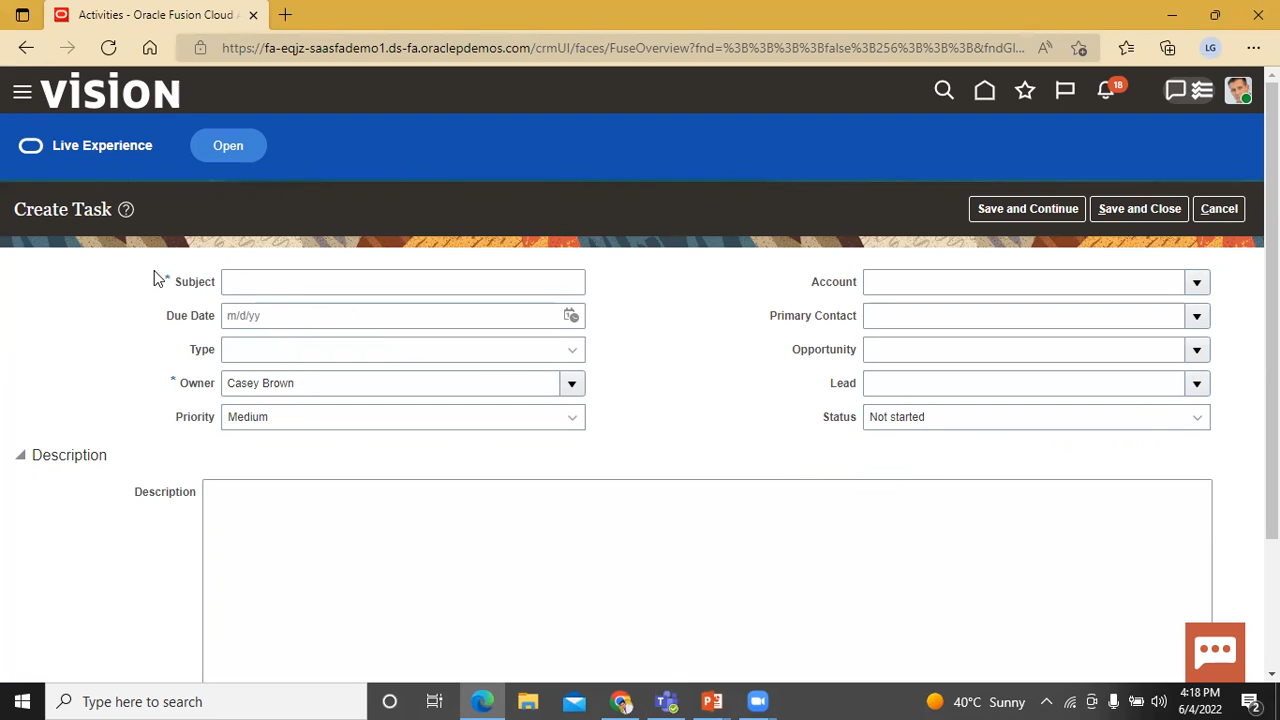 Activities - Oracle Fusion Cloud A
https://fa-eqjz-saasfademo1.ds-fa.oraclepdemos.com/crmUI/faces/FuseOverview?fnd=%3B%3B%3B%3Bfalse%3B256%3B%3B%3B&fndGl...
LG
vision
18
Live Experience
Open
Create Task ?
Save and Continue
Save and Close
Cancel
* Subject
Account
Due Date m/d/yy
Primary Contact
Type
Opportunity
* Owner Casey Brown
Lead
Priority Medium
Status Not started
Description
Description
Type here to search
40°C Sunny
4:18 PM
6/4/2022
2